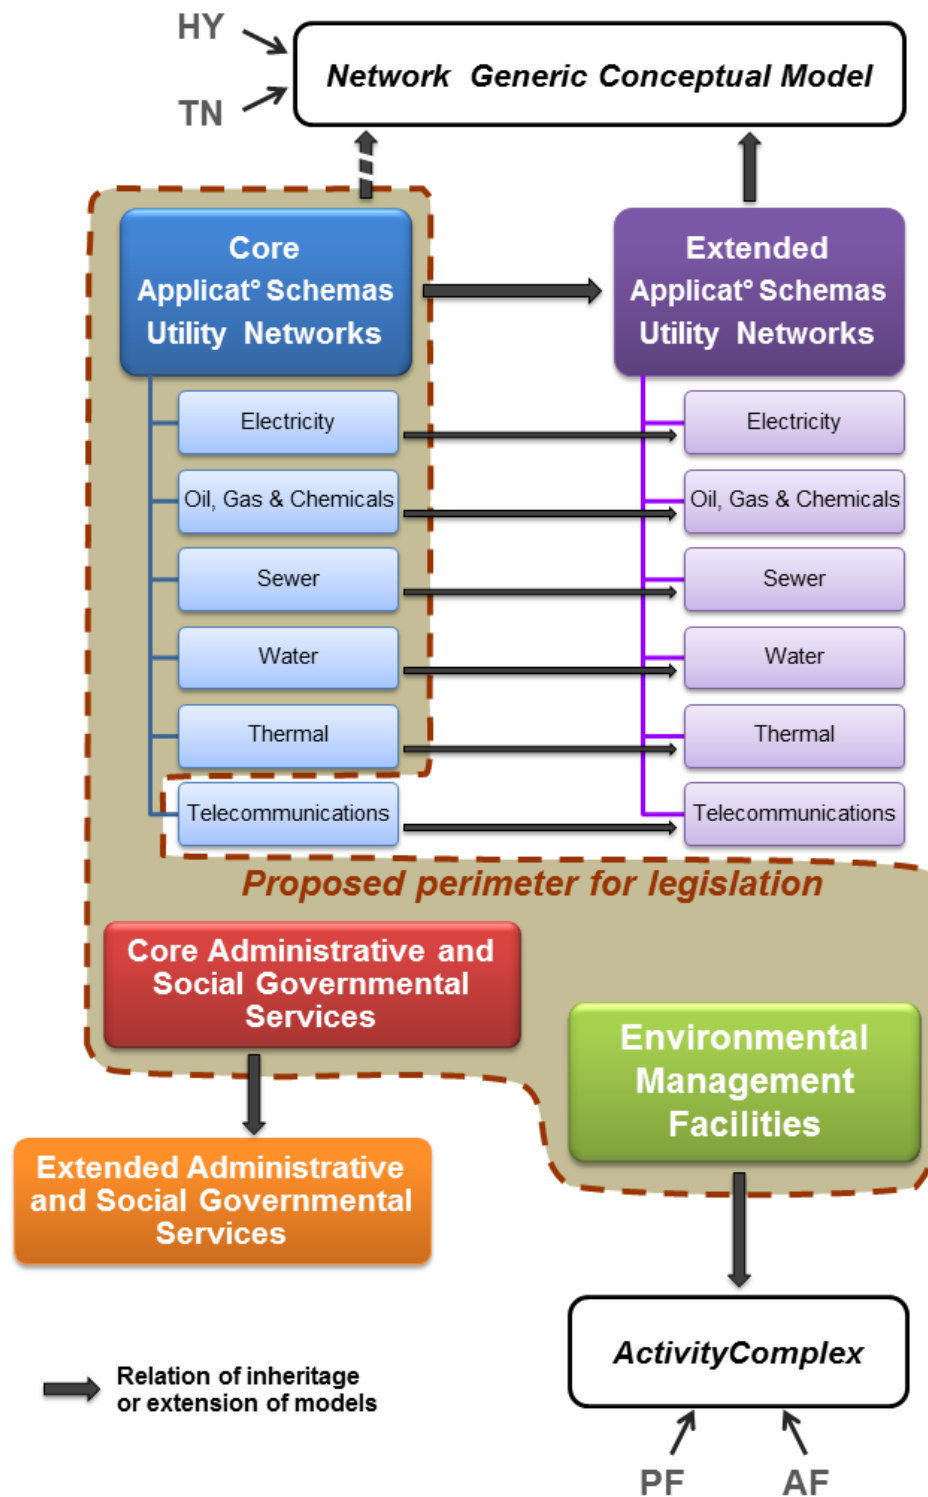 HY
TN
Network Generic Conceptual Model
Core
Applicat° Schemas
Utility Networks
Extended
Applicat° Schemas
Utility Networks
Electricity
Electricity
Oil, Gas & Chemicals
Oil, Gas & Chemicals
Sewer
Sewer
Water
Water
Thermal
Thermal
Telecommunications
Telecommunications
Proposed perimeter for legislation
Core Administrative and
Social Governmental
Services
Environmental
Management
Facilities
Extended Administrative
and Social Governmental
Services
ActivityComplex
Relation of inheritage
or extension of models
PF
AF